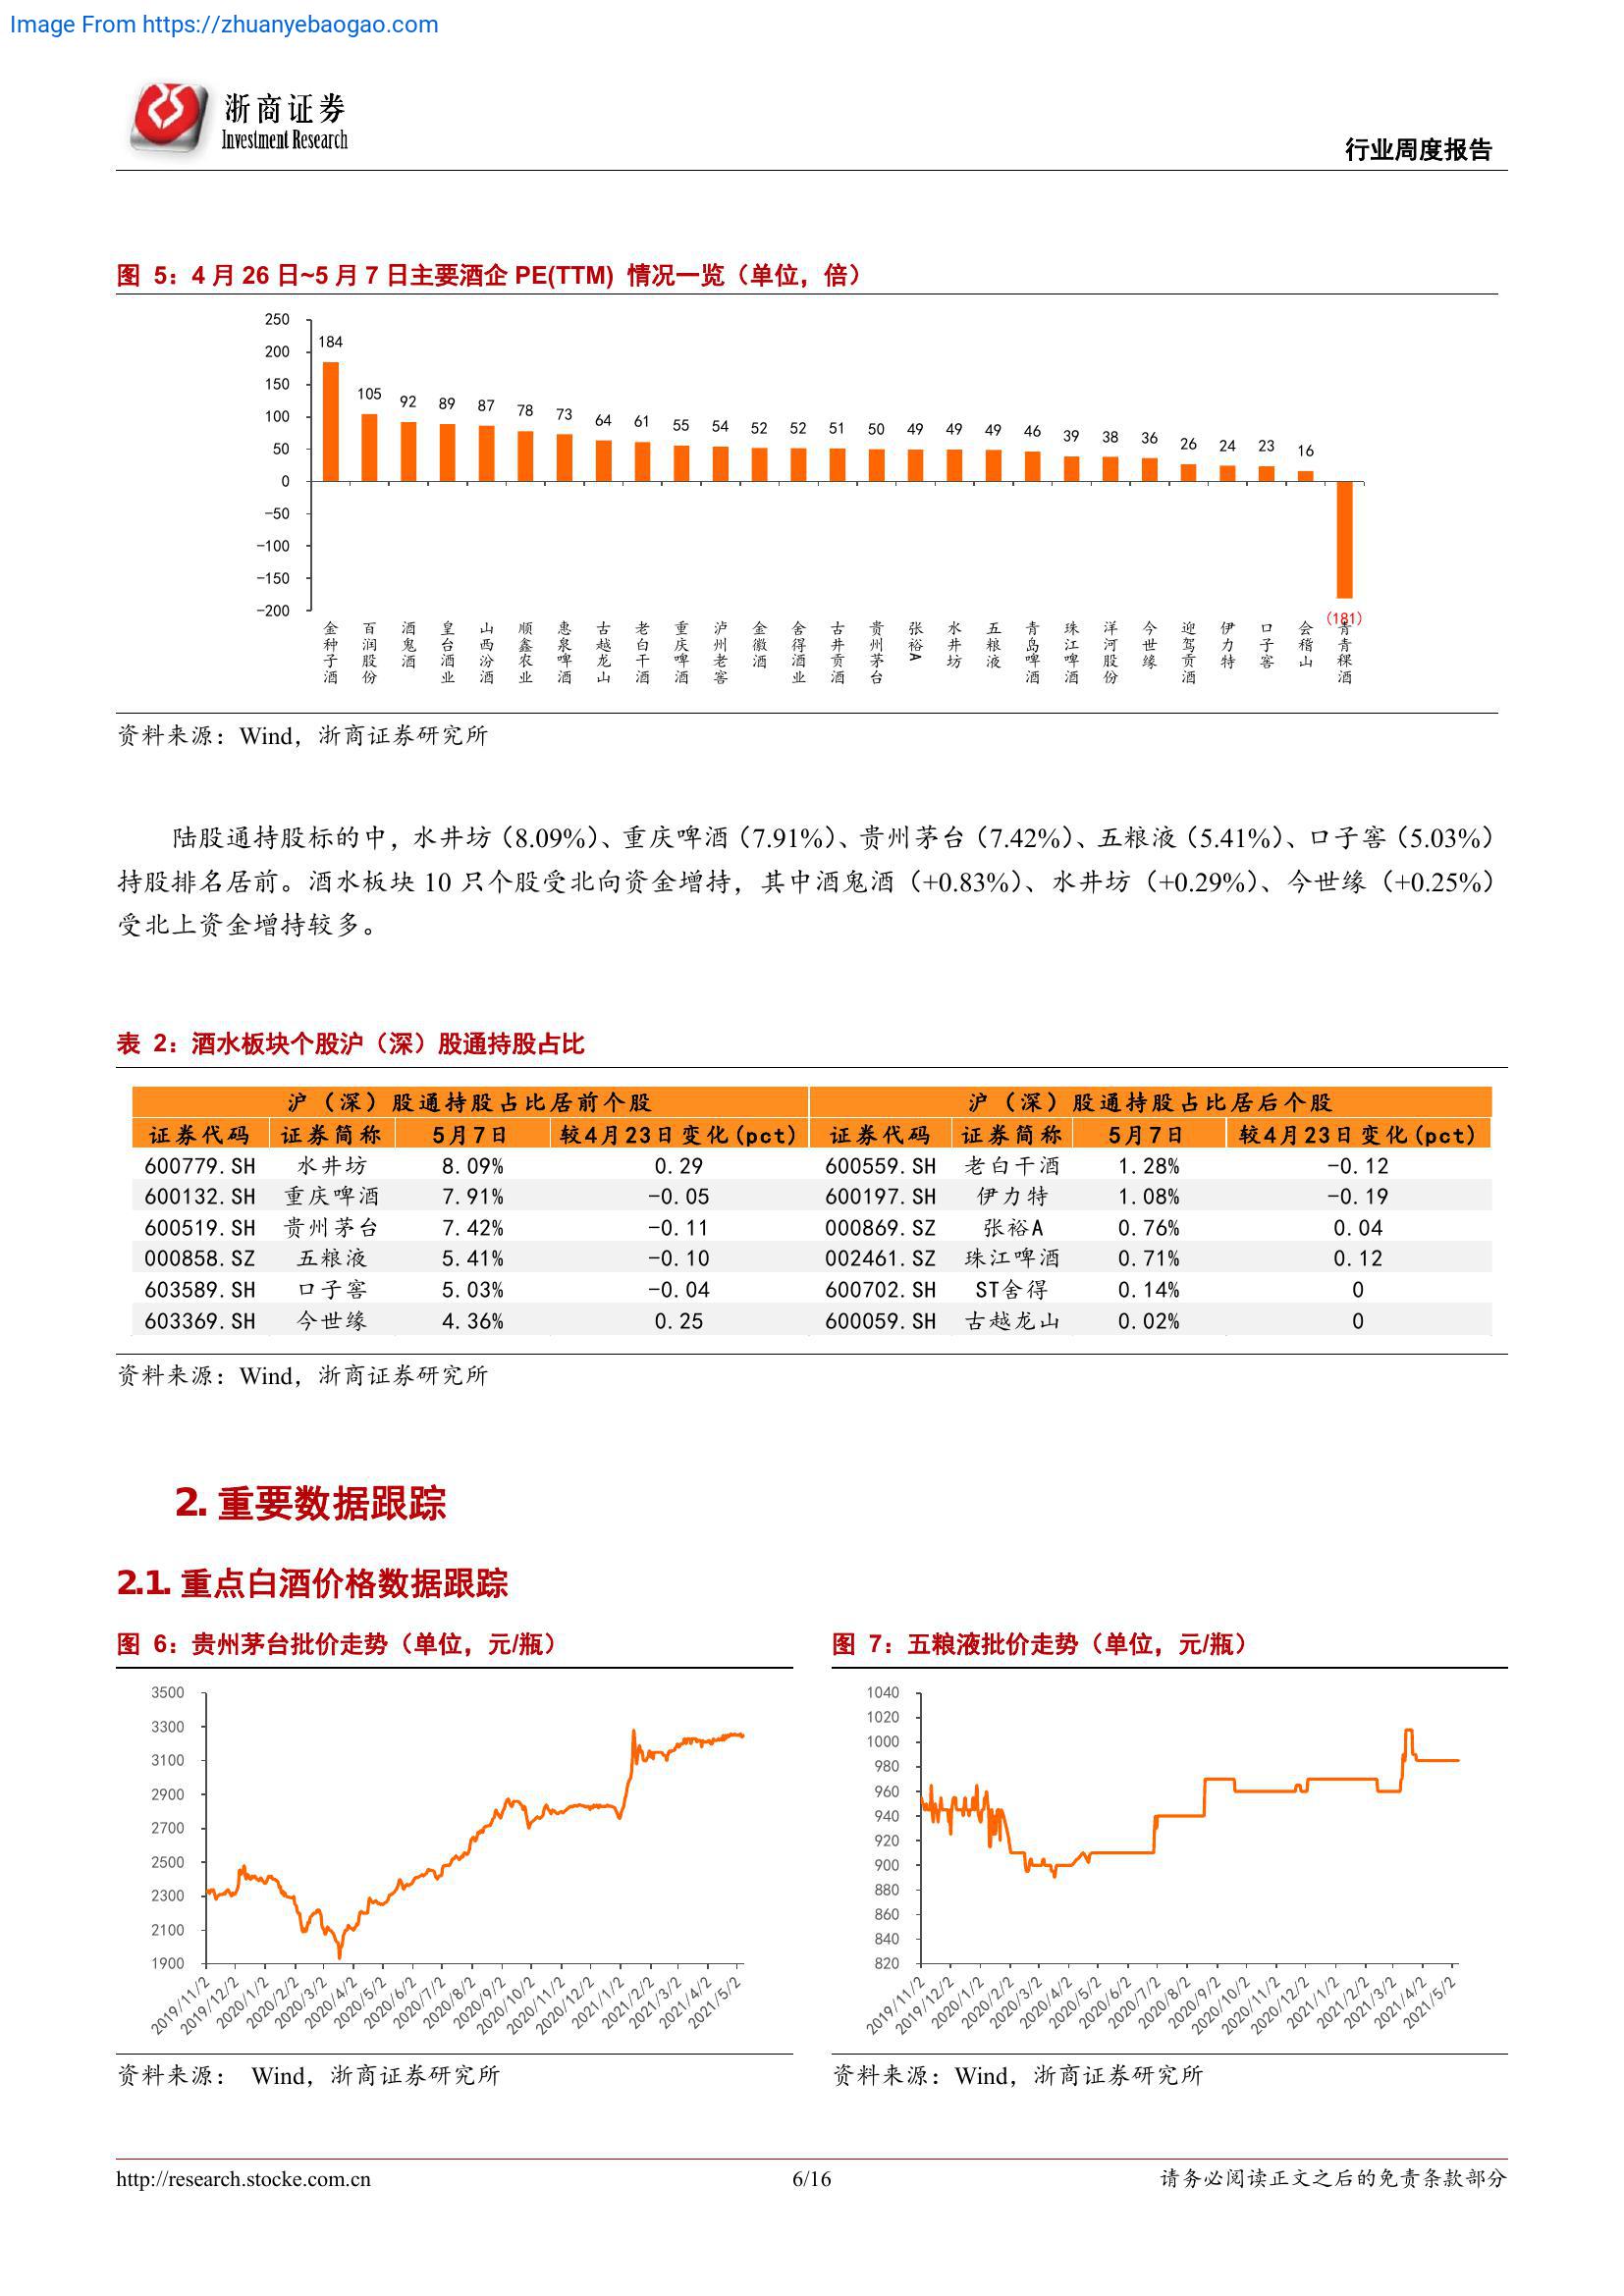 Image From https://zhuanyebaogao.com
浙商证券
Investment Research
行业周度报告
图 5：4 月 26 日~5 月 7 日主要酒企 PE(TTM) 情况一览（单位，倍）
250
200
150
100
50
0
-50
-100
-150
-200
184 105 92 89 87 78 73 64 61 55 54 52 52 51 50 49 49 49 46 39 38 36 26 24 23 16 (181)
金种子酒 百润股份 酒鬼酒 皇台酒业 山西汾酒 顺鑫农业 惠泉啤酒 古越龙山 老白干酒 重庆啤酒 泸州老窖 金徽酒 舍得酒业 古井贡酒 贵州茅台 张裕A 水井坊 五粮液 青岛啤酒 珠江啤酒 洋河股份 今世缘 迎驾贡酒 伊力特 口子窖 会稽山 青青稞酒
资料来源：Wind，浙商证券研究所
陆股通持股标的中，水井坊（8.09%）、重庆啤酒（7.91%）、贵州茅台（7.42%）、五粮液（5.41%）、口子窖（5.03%）
持股排名居前。酒水板块 10 只个股受北向资金增持，其中酒鬼酒（+0.83%）、水井坊（+0.29%）、今世缘（+0.25%）
受北上资金增持较多。
表 2：酒水板块个股沪（深）股通持股占比
沪（深）股通持股占比居前个股 沪（深）股通持股占比居后个股
证券代码 证券简称 5月7日 较4月23日变化(pct) 证券代码 证券简称 5月7日 较4月23日变化(pct)
600779.SH 水井坊 8.09% 0.29 600559.SH 老白干酒 1.28% -0.12
600132.SH 重庆啤酒 7.91% -0.05 600197.SH 伊力特 1.08% -0.19
600519.SH 贵州茅台 7.42% -0.11 000869.SZ 张裕A 0.76% 0.04
000858.SZ 五粮液 5.41% -0.10 002461.SZ 珠江啤酒 0.71% 0.12
603589.SH 口子窖 5.03% -0.04 600702.SH ST舍得 0.14% 0
603369.SH 今世缘 4.36% 0.25 600059.SH 古越龙山 0.02% 0
资料来源：Wind，浙商证券研究所
2. 重要数据跟踪
2.1. 重点白酒价格数据跟踪
图 6：贵州茅台批价走势（单位，元/瓶）
3500
3300
3100
2900
2700
2500
2300
2100
1900
2019/11/2 2019/12/2 2020/1/2 2020/2/2 2020/3/2 2020/4/2 2020/5/2 2020/6/2 2020/7/2 2020/8/2 2020/9/2 2020/10/2 2020/11/2 2020/12/2 2021/1/2 2021/2/2 2021/3/2 2021/4/2 2021/5/2
资料来源： Wind，浙商证券研究所
图 7：五粮液批价走势（单位，元/瓶）
1040
1020
1000
980
960
940
920
900
880
860
840
820
2019/11/2 2019/12/2 2020/1/2 2020/2/2 2020/3/2 2020/4/2 2020/5/2 2020/6/2 2020/7/2 2020/8/2 2020/9/2 2020/10/2 2020/11/2 2020/12/2 2021/1/2 2021/2/2 2021/3/2 2021/4/2 2021/5/2
资料来源：Wind，浙商证券研究所
http://research.stocke.com.cn 6/16 请务必阅读正文之后的免责条款部分